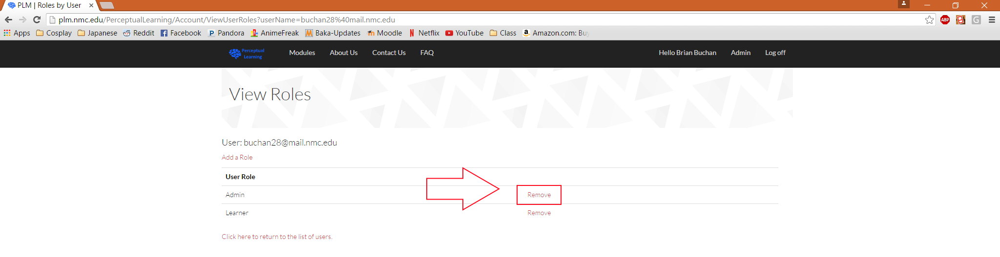 PLM | Roles by User
plm.nmc.edu/PerceptualLearning/Account/ViewUserRoles?userName=buchan28%40mail.nmc.edu
ABP
G
Apps Cosplay Japanese Reddit Facebook Pandora AnimeFreak Baka-Updates Moodle Netflix YouTube Class Amazon.com: Buy
Perceptual
Learning
Modules About Us Contact Us FAQ Hello Brian Buchan Admin Log off
View Roles
User: buchan28@mail.nmc.edu
Add a Role
User Role
Admin Remove
Learner Remove
Click here to return to the list of users.